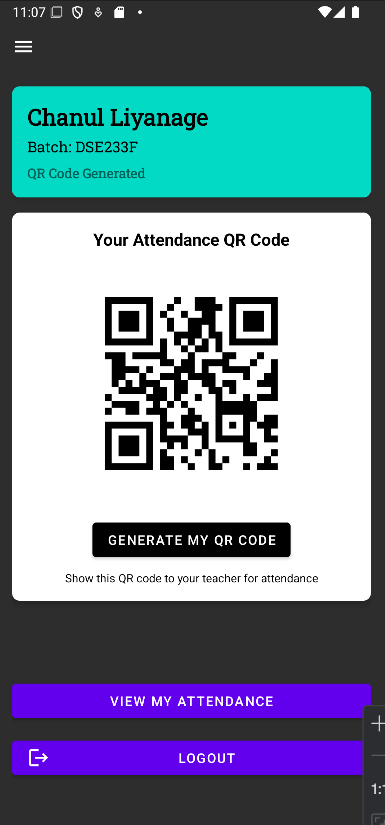 11:07
Chanul Liyanage
Batch: DSE233F
QR Code Generated
Your Attendance QR Code
GENERATE MY QR CODE
Show this QR code to your teacher for attendance
VIEW MY ATTENDANCE
LOGOUT